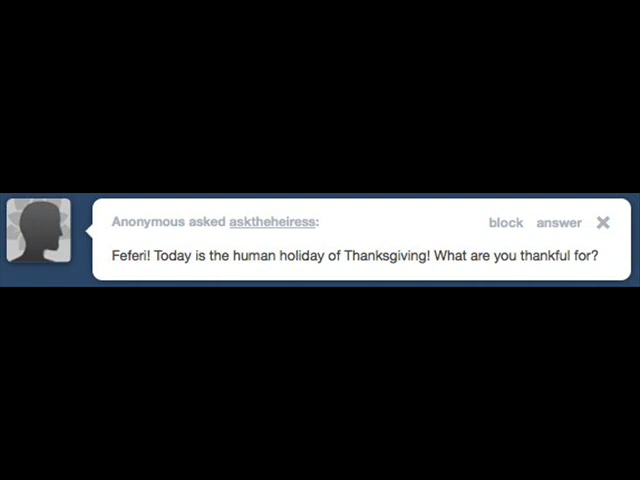 Anonymous asked asktheheiress: block answer
Feferi! Today is the human holiday of Thanksgiving! What are you thankful for?